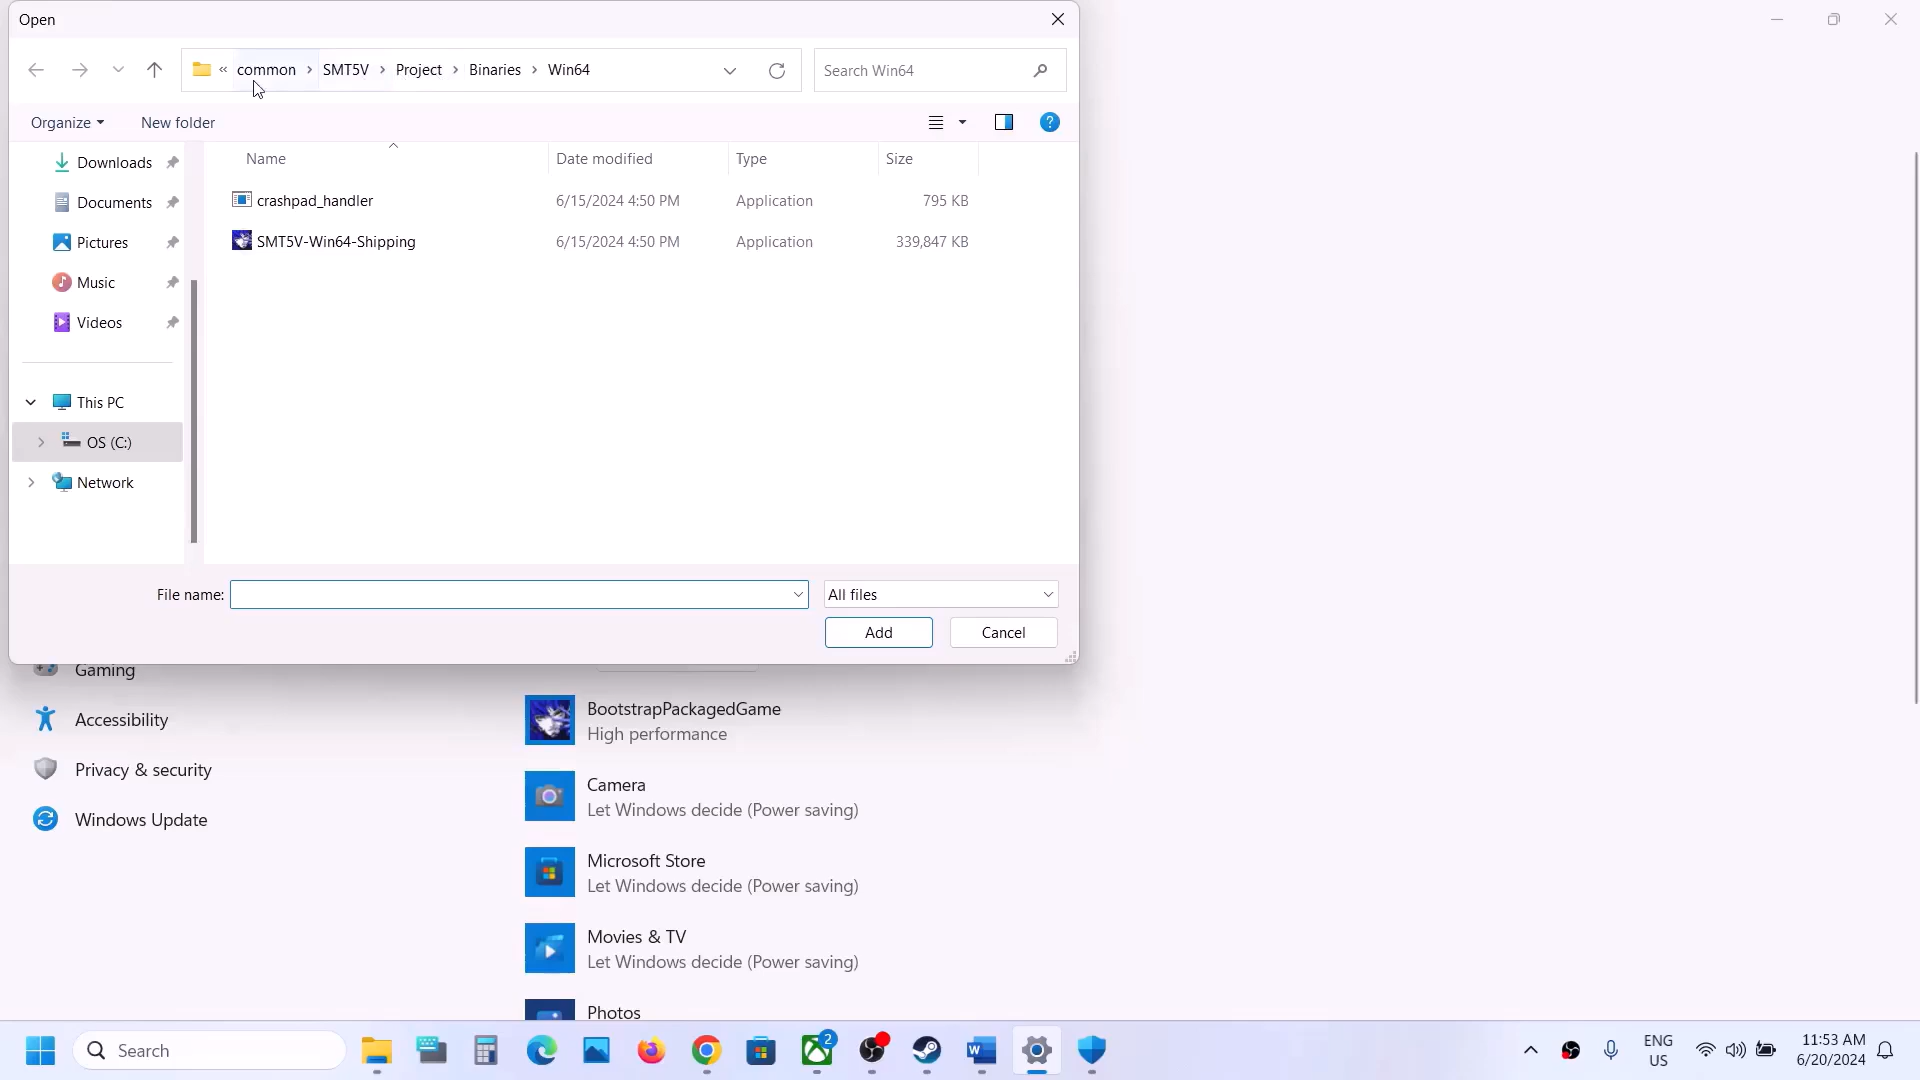 Open
« common > SMT5V > Project > Binaries > Win64
Search Win64
Organize
New folder
?
Name
Date modified
Type
Size
Downloads
Documents
Pictures
Music
Videos
This PC
OS (C:)
Network
crashpad_handler
6/15/2024 4:50 PM
Application
795 KB
SMT5V-Win64-Shipping
6/15/2024 4:50 PM
Application
339,847 KB
File name:
All files
Add
Cancel
Gaming
Accessibility
Privacy & security
Windows Update
BootstrapPackagedGame
High performance
Camera
Let Windows decide (Power saving)
Microsoft Store
Let Windows decide (Power saving)
Movies & TV
Let Windows decide (Power saving)
Photos
Search
2
ENG
US
11:53 AM
6/20/2024